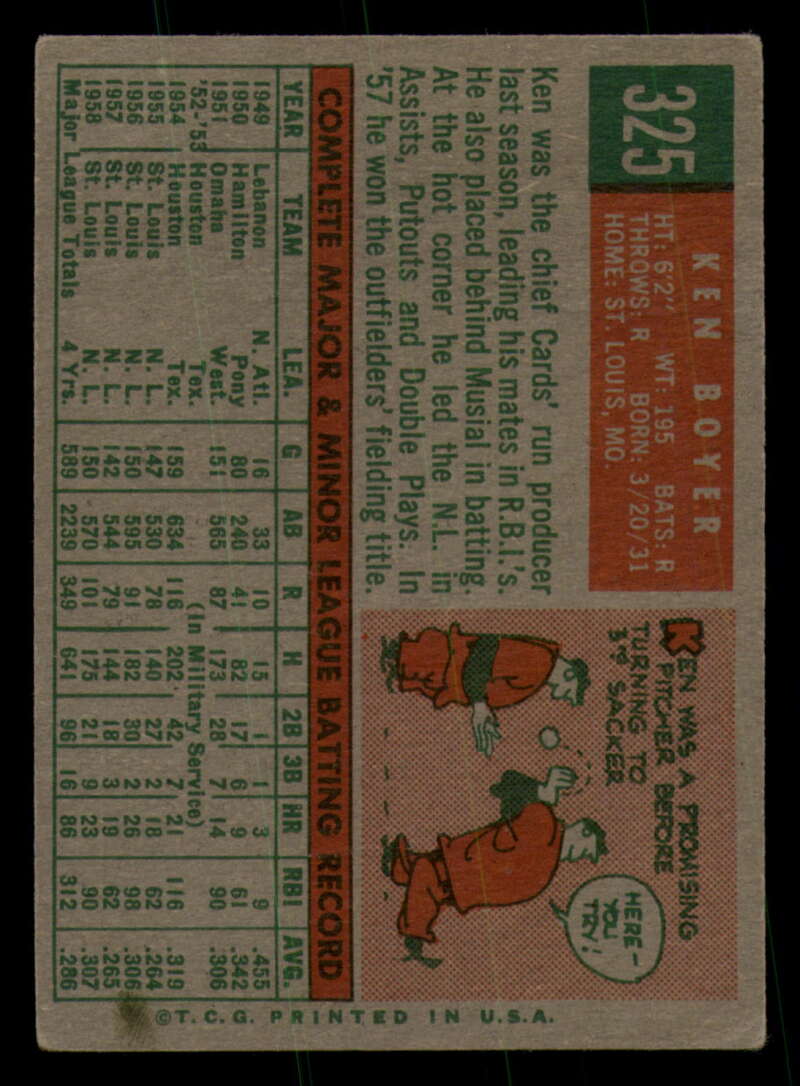 325
KEN BOYER
HT: 6'2" WT: 195 BATS: R
THROWS: R BORN: 3/20/31
HOME: ST. LOUIS, MO.
Ken was the chief Cards' run producer
last season, leading his mates in R.B.I.'s.
He also placed behind Musial in batting.
At the hot corner he led the N.L. in
Assists, Putouts and Double Plays. In
'57 he won the outfielders' fielding title.
KEN WAS A PROMISING
PITCHER BEFORE
TURNING TO
3rd SACKER
HERE-
YOU
TRY!
COMPLETE MAJOR & MINOR LEAGUE BATTING RECORD
YEAR TEAM LEA. G AB R H 2B 3B HR RBI AVG.
1949 Lebanon N. Atl. 16 33 10 15 1 1 3 9 .455
1950 Hamilton Pony 80 240 41 82 17 6 9 61 .342
1951 Omaha West. 151 565 87 173 28 7 14 90 .306
'52-'53 Houston Tex. (In Military Service)
1954 Houston Tex. 159 634 116 202 42 7 21 116 .319
1955 St. Louis N. L. 147 530 78 140 27 2 18 62 .264
1956 St. Louis N. L. 150 595 91 182 30 2 26 98 .306
1957 St. Louis N. L. 142 544 79 144 18 3 19 62 .265
1958 St. Louis N. L. 150 570 101 175 21 9 23 90 .307
Major League Totals 4 Yrs. 589 2239 349 641 96 16 86 312 .286
©T.C.G. PRINTED IN U.S.A.